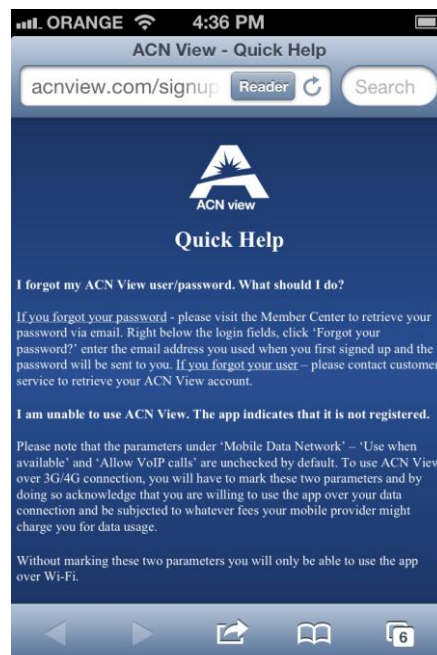 ORANGE 4:36 PM
ACN View - Quick Help
acnview.com/signup Reader Search
ACN view
Quick Help
I forgot my ACN View user/password. What should I do?
If you forgot your password - please visit the Member Center to retrieve your
password via email. Right below the login fields, click ‘Forgot your
password?’ enter the email address you used when you first signed up and the
password will be sent to you. If you forgot your user – please contact customer
service to retrieve your ACN View account.
I am unable to use ACN View. The app indicates that it is not registered.
Please note that the parameters under ‘Mobile Data Network’ – ‘Use when
available’ and ‘Allow VoIP calls’ are unchecked by default. To use ACN View
over 3G/4G connection, you will have to mark these two parameters and by
doing so acknowledge that you are willing to use the app over your data
connection and be subjected to whatever fees your mobile provider might
charge you for data usage.
Without marking these two parameters you will only be able to use the app
over Wi-Fi.
6